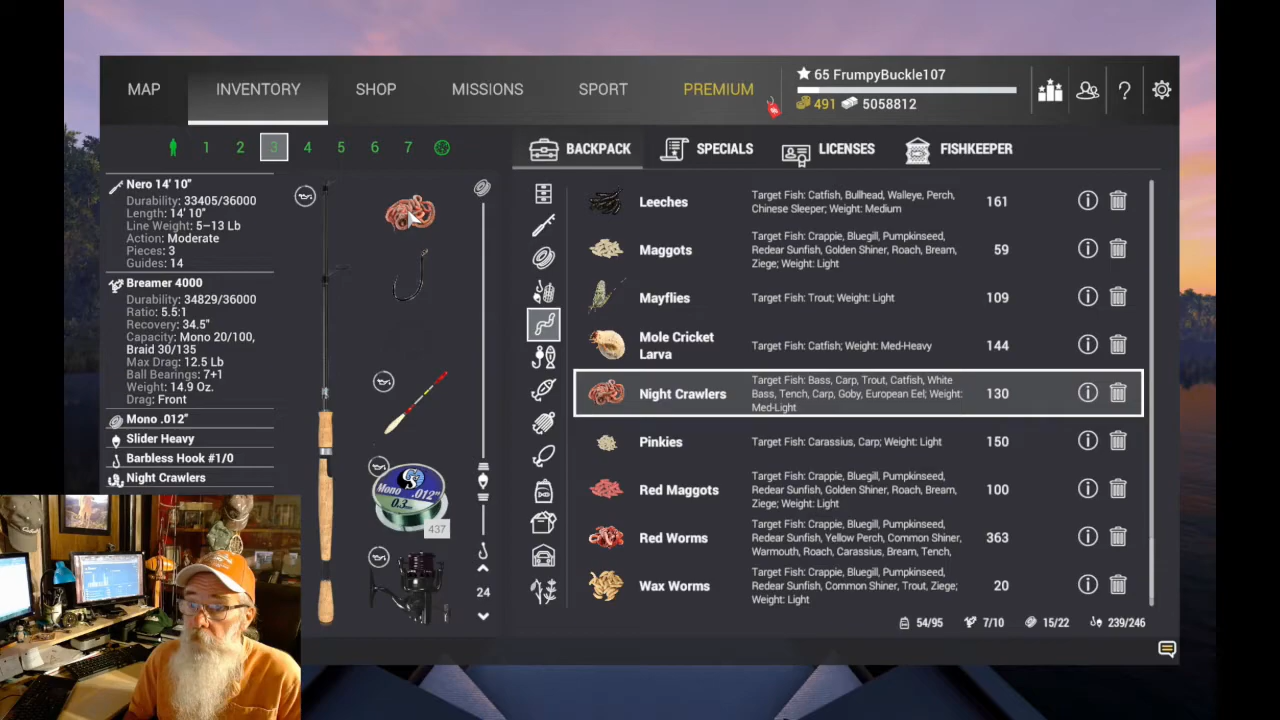 MAP
INVENTORY
SHOP
MISSIONS
SPORT
PREMIUM
65 FrumpyBuckle107
491 5058812
?
1 2 3 4 5 6 7
BACKPACK
SPECIALS
LICENSES
FISHKEEPER
Nero 14' 10"
Durability: 33405/36000
Length: 14' 10"
Line Weight: 5–13 Lb
Action: Moderate
Pieces: 3
Guides: 14
Breamer 4000
Durability: 34829/36000
Ratio: 5.5:1
Recovery: 34.5"
Capacity: Mono 20/100,
Braid 30/135
Max Drag: 12.5 Lb
Ball Bearings: 7+1
Weight: 14.9 Oz.
Drag: Front
Mono .012"
Slider Heavy
Barbless Hook #1/0
Night Crawlers
Mono .012"
0.3
437
24
Leeches
Target Fish: Catfish, Bullhead, Walleye, Perch,
Chinese Sleeper; Weight: Medium
161
Maggots
Target Fish: Crappie, Bluegill, Pumpkinseed,
Redear Sunfish, Golden Shiner, Roach, Bream,
Ziege; Weight: Light
59
Mayflies
Target Fish: Trout; Weight: Light
109
Mole Cricket
Larva
Target Fish: Catfish; Weight: Med-Heavy
144
Night Crawlers
Target Fish: Bass, Carp, Trout, Catfish, White
Bass, Tench, Carp, Goby, European Eel; Weight:
Med-Light
130
Pinkies
Target Fish: Carassius, Carp; Weight: Light
150
Red Maggots
Target Fish: Crappie, Bluegill, Pumpkinseed,
Redear Sunfish, Golden Shiner, Roach, Bream,
Ziege; Weight: Light
100
Red Worms
Target Fish: Crappie, Bluegill, Pumpkinseed,
Redear Sunfish, Yellow Perch, Common Shiner,
Warmouth, Roach, Carassius, Bream, Tench,
363
Wax Worms
Target Fish: Crappie, Bluegill, Pumpkinseed,
Redear Sunfish, Common Shiner, Trout, Ziege;
Weight: Light
20
54/95 7/10 15/22 239/246